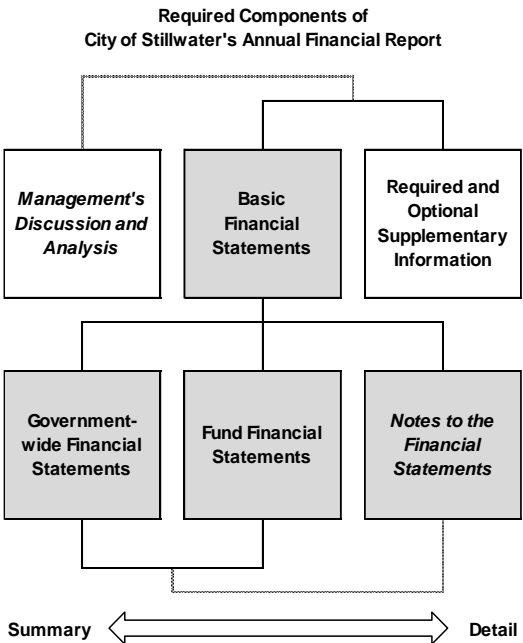 Required Components of
City of Stillwater's Annual Financial Report
Management's
Discussion and
Analysis
Basic
Financial
Statements
Required and
Optional
Supplementary
Information
Government-
wide Financial
Statements
Fund Financial
Statements
Notes to the
Financial
Statements
Summary
Detail